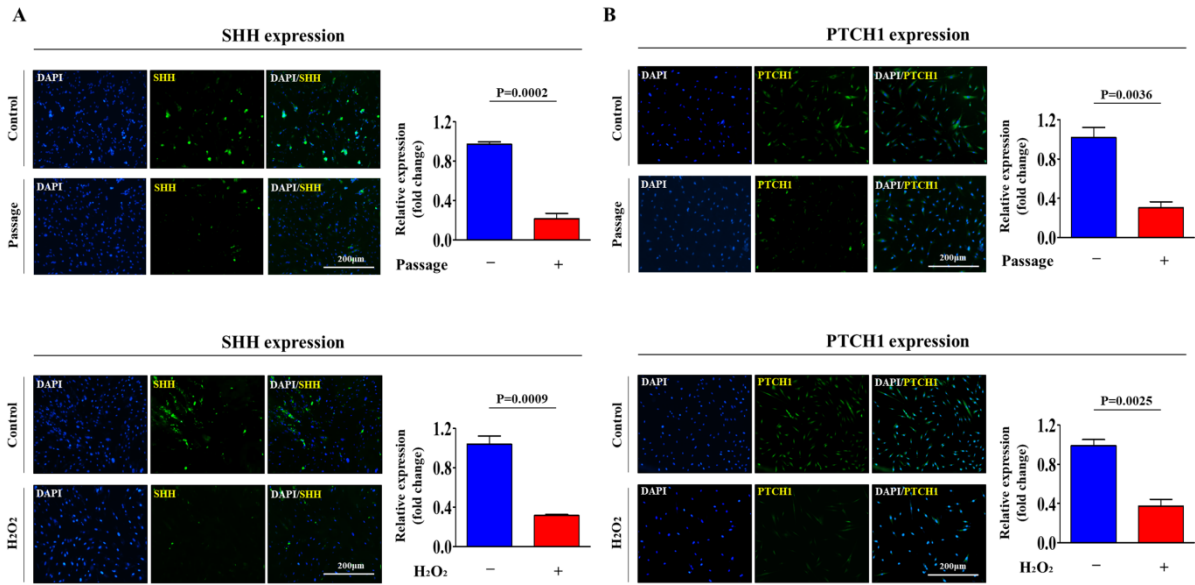 A
SHH expression
Control
DAPI
SHH
DAPI/SHH
Passage
DAPI
SHH
DAPI/SHH
200μm
P=0.0002
Relative expression
(fold change)
1.2
0.8
0.4
0.0
Passage
−
+
B
PTCH1 expression
Control
DAPI
PTCH1
DAPI/PTCH1
Passage
DAPI
PTCH1
DAPI/PTCH1
200μm
P=0.0036
Relative expression
(fold change)
1.2
0.8
0.4
0.0
Passage
−
+
SHH expression
Control
DAPI
SHH
DAPI/SHH
H₂O₂
DAPI
SHH
DAPI/SHH
200μm
P=0.0009
Relative expression
(fold change)
1.2
0.8
0.4
0.0
H₂O₂
−
+
PTCH1 expression
Control
DAPI
PTCH1
DAPI/PTCH1
H₂O₂
DAPI
PTCH1
DAPI/PTCH1
200μm
P=0.0025
Relative expression
(fold change)
1.2
0.8
0.4
0.0
H₂O₂
−
+